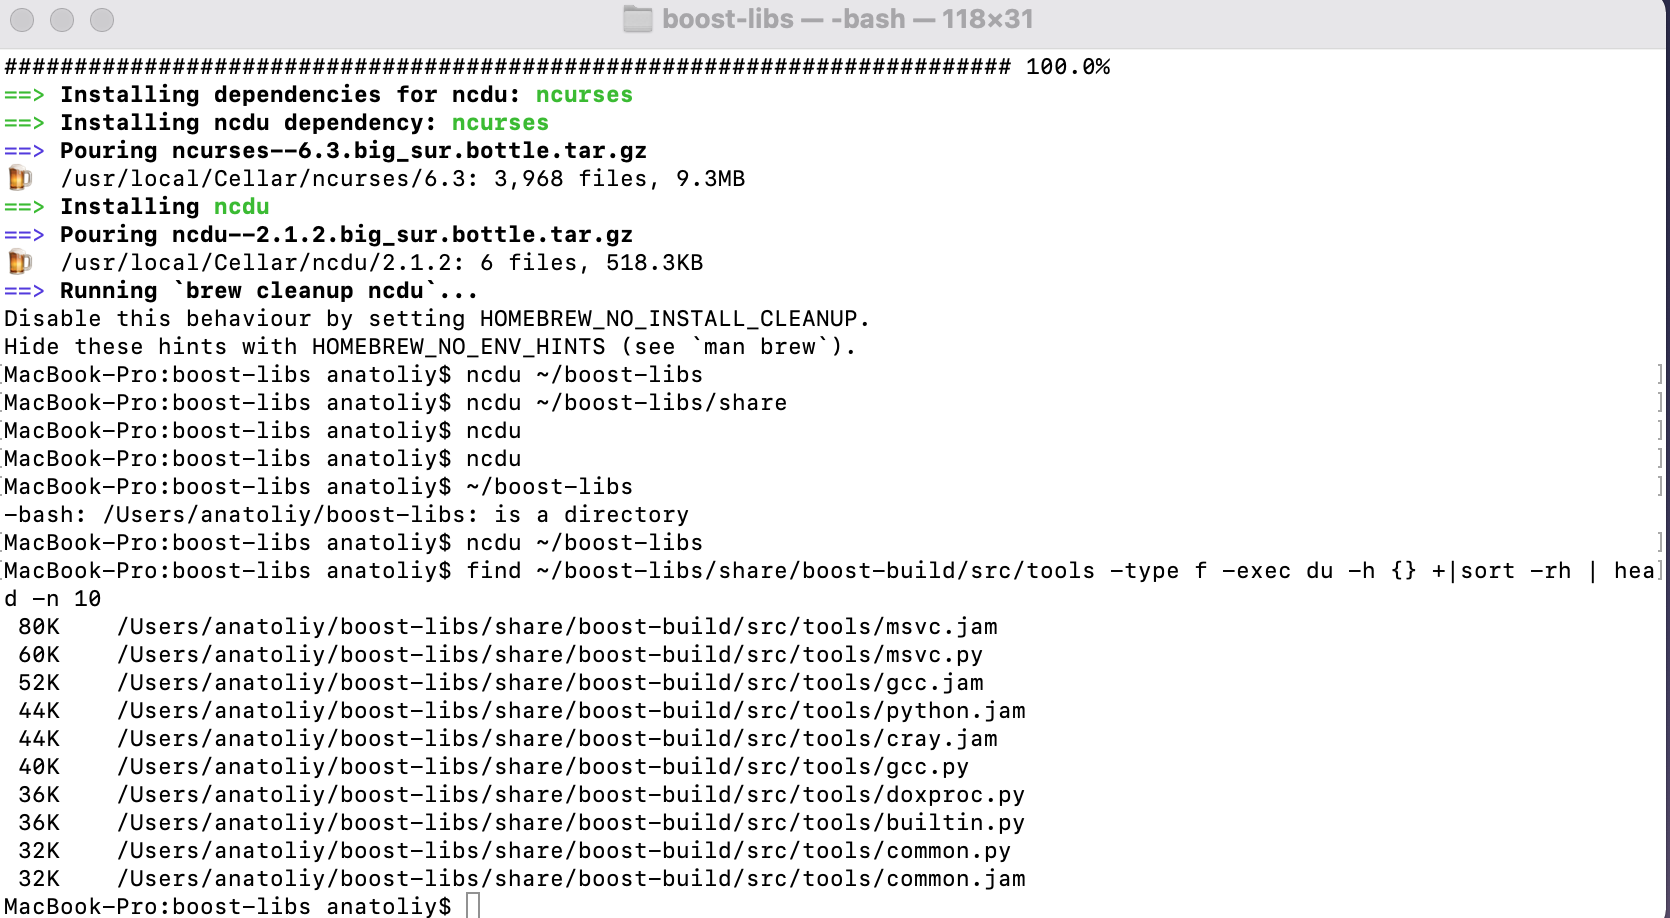 boost-libs — -bash — 118×31
######################################################################## 100.0%
==> Installing dependencies for ncdu: ncurses
==> Installing ncdu dependency: ncurses
==> Pouring ncurses--6.3.big_sur.bottle.tar.gz
🍺  /usr/local/Cellar/ncurses/6.3: 3,968 files, 9.3MB
==> Installing ncdu
==> Pouring ncdu--2.1.2.big_sur.bottle.tar.gz
🍺  /usr/local/Cellar/ncdu/2.1.2: 6 files, 518.3KB
==> Running `brew cleanup ncdu`...
Disable this behaviour by setting HOMEBREW_NO_INSTALL_CLEANUP.
Hide these hints with HOMEBREW_NO_ENV_HINTS (see `man brew`).
[MacBook-Pro:boost-libs anatoliy$ ncdu ~/boost-libs ]
[MacBook-Pro:boost-libs anatoliy$ ncdu ~/boost-libs/share ]
[MacBook-Pro:boost-libs anatoliy$ ncdu ]
[MacBook-Pro:boost-libs anatoliy$ ncdu ]
[MacBook-Pro:boost-libs anatoliy$ ~/boost-libs ]
-bash: /Users/anatoliy/boost-libs: is a directory
[MacBook-Pro:boost-libs anatoliy$ ncdu ~/boost-libs ]
[MacBook-Pro:boost-libs anatoliy$ find ~/boost-libs/share/boost-build/src/tools -type f -exec du -h {} +|sort -rh | hea]
d -n 10
 80K    /Users/anatoliy/boost-libs/share/boost-build/src/tools/msvc.jam
 60K    /Users/anatoliy/boost-libs/share/boost-build/src/tools/msvc.py
 52K    /Users/anatoliy/boost-libs/share/boost-build/src/tools/gcc.jam
 44K    /Users/anatoliy/boost-libs/share/boost-build/src/tools/python.jam
 44K    /Users/anatoliy/boost-libs/share/boost-build/src/tools/cray.jam
 40K    /Users/anatoliy/boost-libs/share/boost-build/src/tools/gcc.py
 36K    /Users/anatoliy/boost-libs/share/boost-build/src/tools/doxproc.py
 36K    /Users/anatoliy/boost-libs/share/boost-build/src/tools/builtin.py
 32K    /Users/anatoliy/boost-libs/share/boost-build/src/tools/common.py
 32K    /Users/anatoliy/boost-libs/share/boost-build/src/tools/common.jam
MacBook-Pro:boost-libs anatoliy$